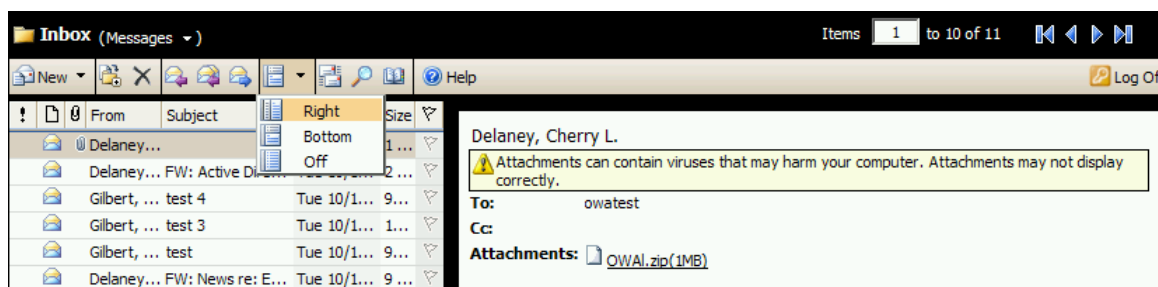 Inbox (Messages ▾) Items 1 to 10 of 11
New Help Log Of
! From Subject Size
Right
Bottom
Off
Delaney... 1 ...
Delaney... FW: Active Di... 2 ...
Gilbert, ... test 4 Tue 10/1... 9...
Gilbert, ... test 3 Tue 10/1... 1...
Gilbert, ... test Tue 10/1... 9...
Delaney... FW: News re: E... Tue 10/1... 9 ...
Delaney, Cherry L.
Attachments can contain viruses that may harm your computer. Attachments may not display
correctly.
To: owatest
Cc:
Attachments: OWAl.zip(1MB)